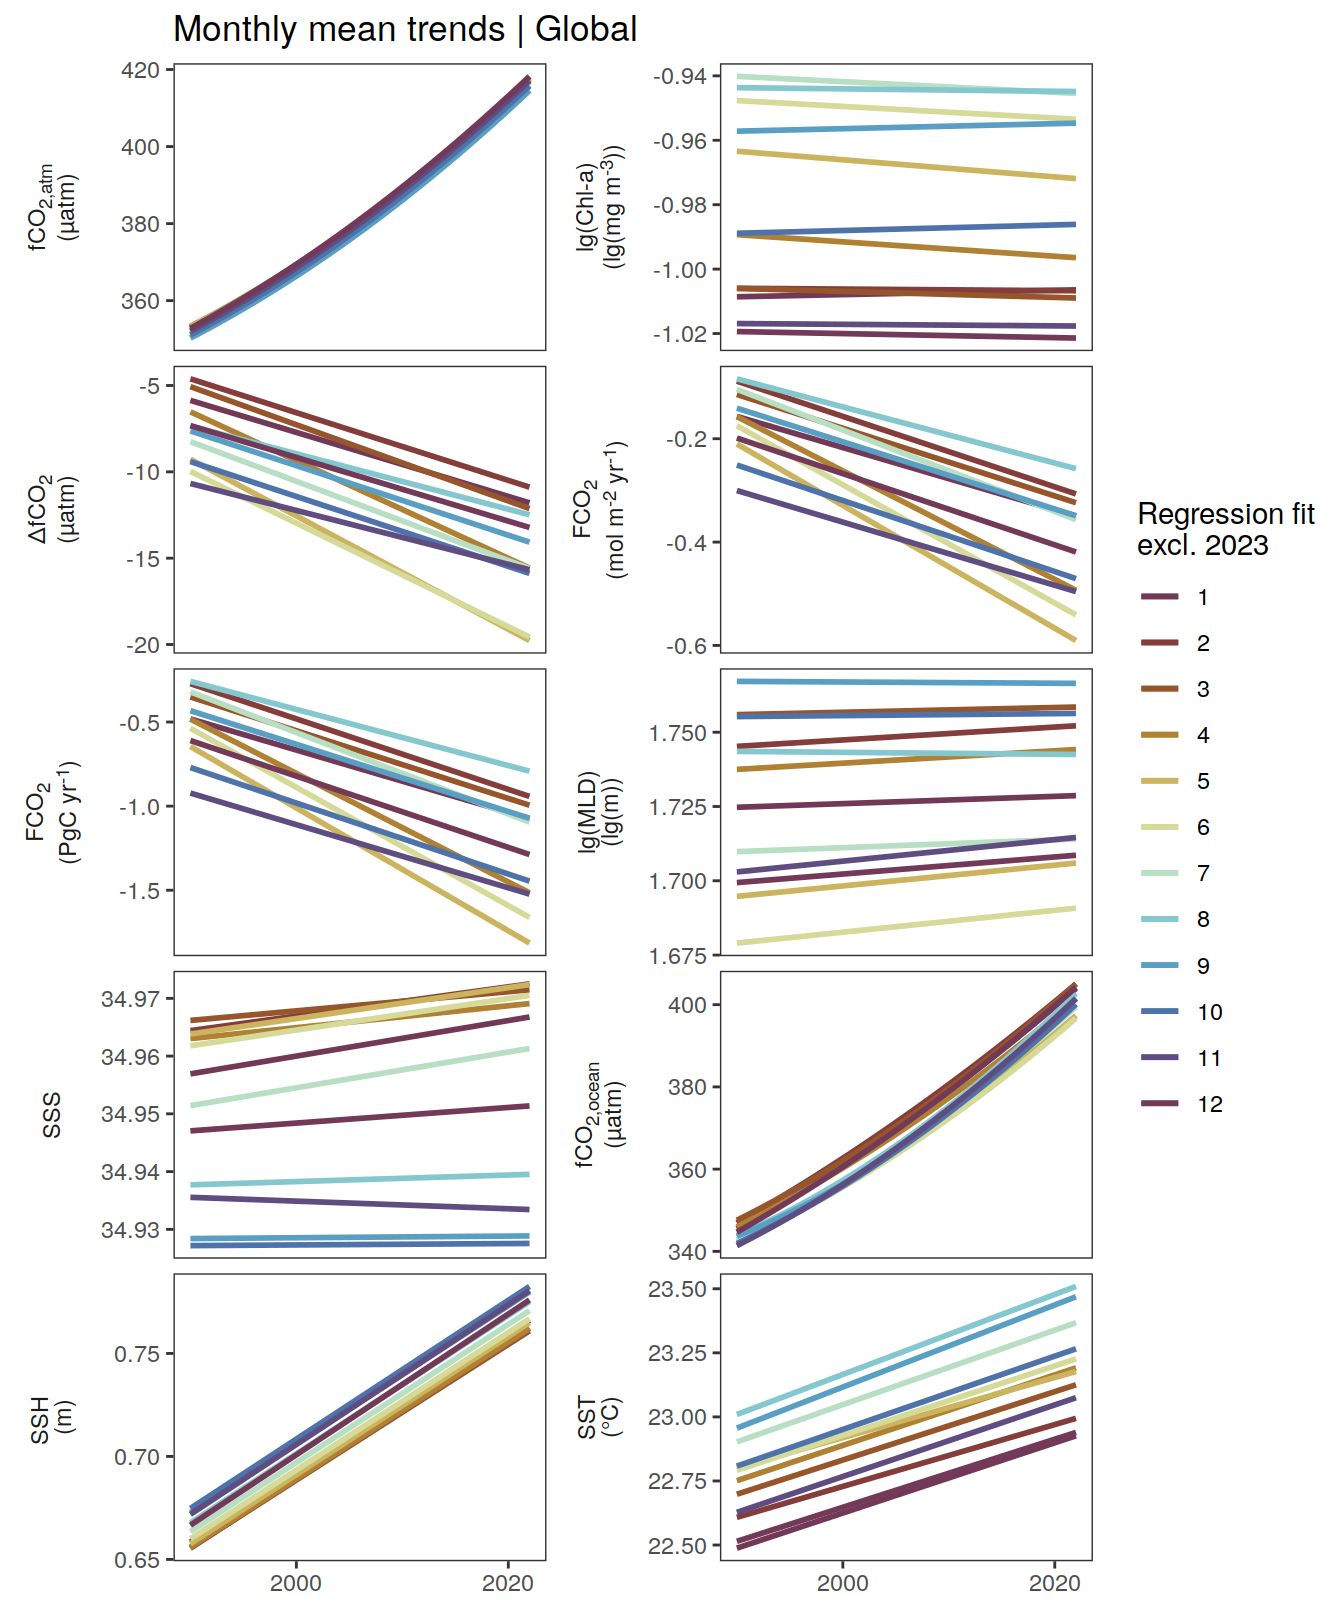 Monthly mean trends | Global
fCO2,atm
(µatm)
420
400
380
360
lg(Chl-a)
(lg(mg m-3))
-0.94
-0.96
-0.98
-1.00
-1.02
ΔfCO2
(µatm)
-5
-10
-15
-20
FCO2
(mol m-2 yr-1)
-0.2
-0.4
-0.6
FCO2
(PgC yr-1)
-0.5
-1.0
-1.5
lg(MLD)
(lg(m))
1.750
1.725
1.700
1.675
SSS
34.97
34.96
34.95
34.94
34.93
fCO2,ocean
(µatm)
400
380
360
340
SSH
(m)
0.75
0.70
0.65
2000
2020
SST
(°C)
23.50
23.25
23.00
22.75
22.50
2000
2020
Regression fit
excl. 2023
1
2
3
4
5
6
7
8
9
10
11
12